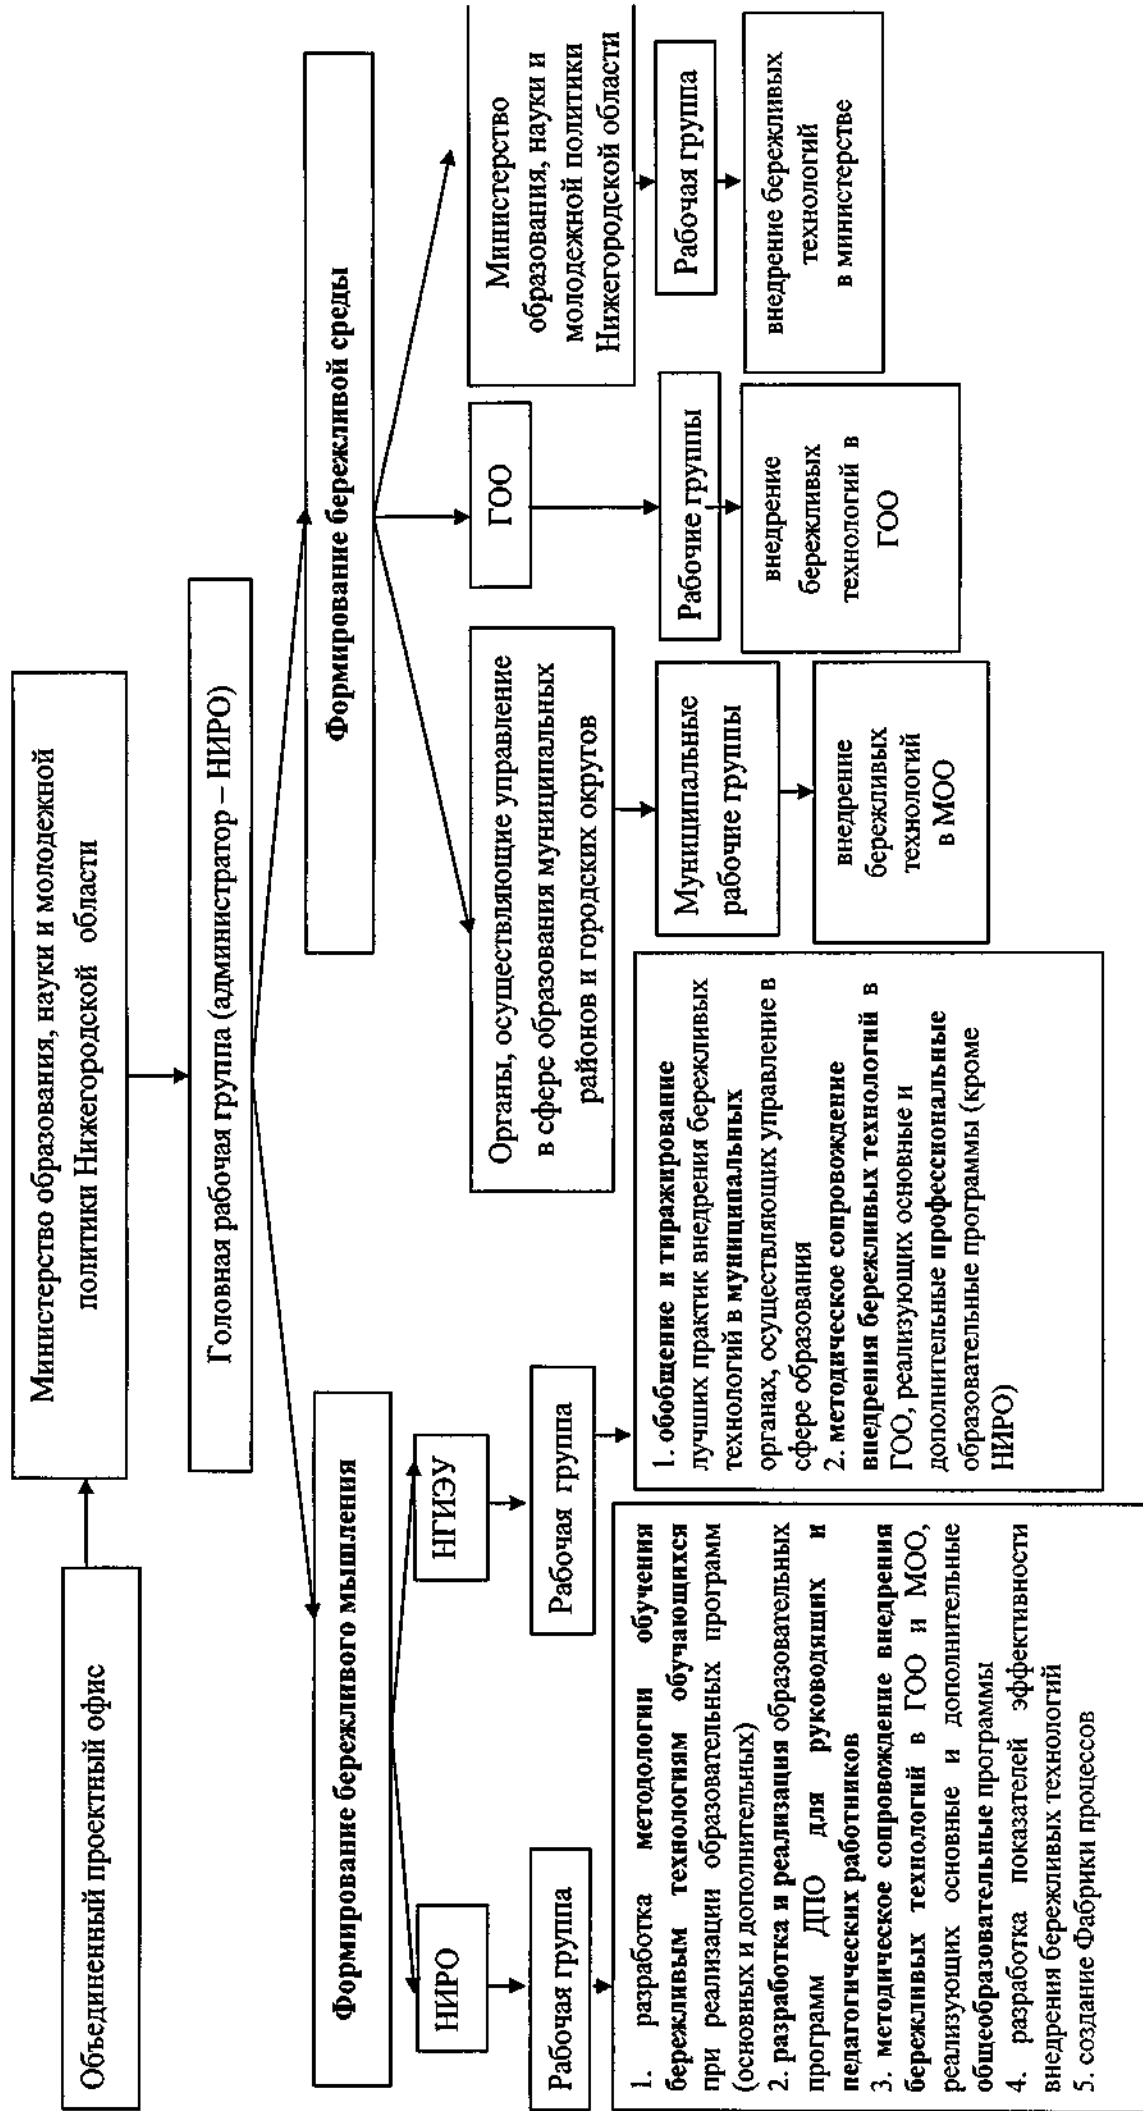 Объединенный проектный офис
Министерство образования, науки и молодежной
политики Нижегородской области
Головная рабочая группа (администратор – НИРО)
Формирование бережливого мышления
Формирование бережливой среды
НИРО
НГИЭУ
Рабочая группа
Рабочая группа
1. разработка методологии обучения
бережливым технологиям обучающихся
при реализации образовательных программ
(основных и дополнительных)
2. разработка и реализация образовательных
программ ДПО для руководящих и
педагогических работников
3. методическое сопровождение внедрения
бережливых технологий в ГОО и МОО,
реализующих основные и дополнительные
общеобразовательные программы
4. разработка показателей эффективности
внедрения бережливых технологий
5. создание Фабрики процессов
1. обобщение и тиражирование
лучших практик внедрения бережливых
технологий в муниципальных
органах, осуществляющих управление в
сфере образования
2. методическое сопровождение
внедрения бережливых технологий в
ГОО, реализующих основные и
дополнительные профессиональные
образовательные программы (кроме
НИРО)
Органы, осуществляющие управление
в сфере образования муниципальных
районов и городских округов
Муниципальные
рабочие группы
внедрение
бережливых
технологий
в МОО
ГОО
Рабочие группы
внедрение
бережливых
технологий в
ГОО
Министерство
образования, науки и
молодежной политики
Нижегородской области
Рабочая группа
внедрение бережливых
технологий
в министерстве